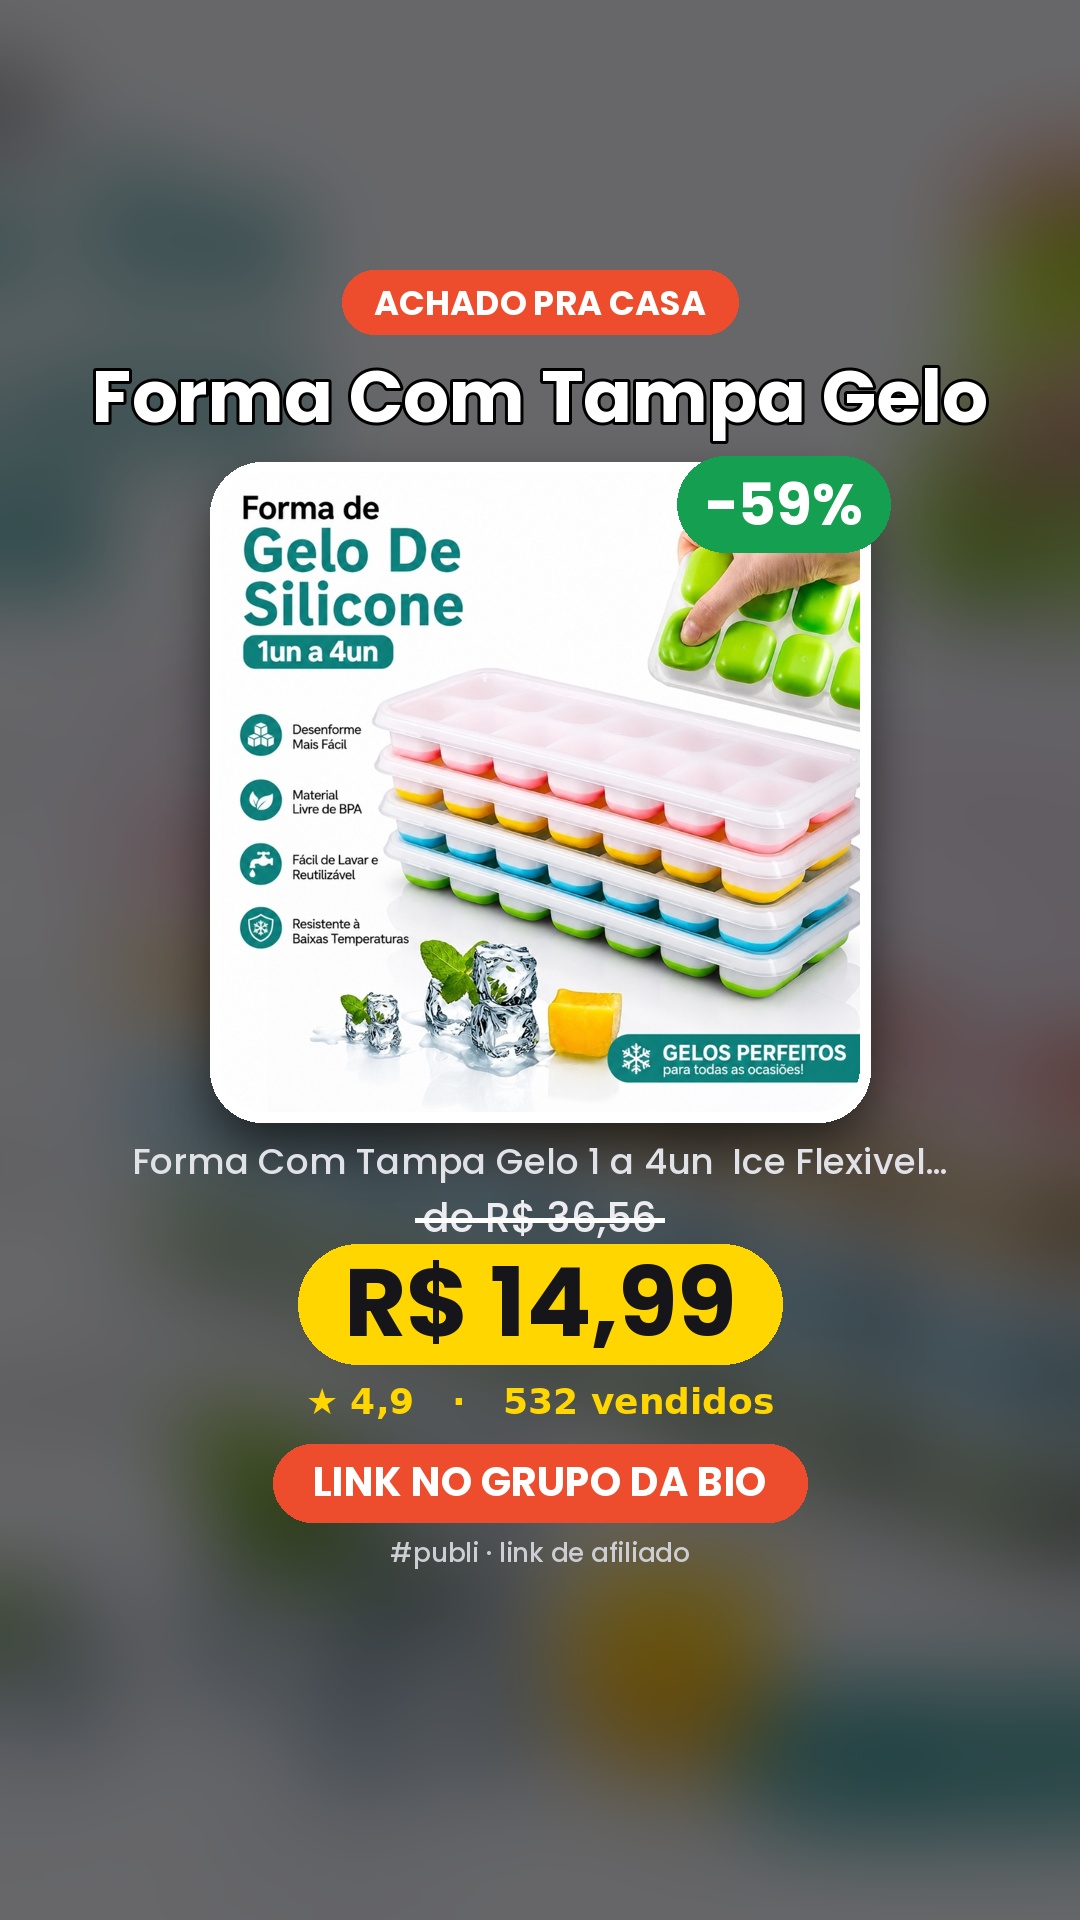 ACHADO PRA CASA
Forma Com Tampa Gelo
-59%
Forma de
Gelo De
Silicone
1un a 4un
Desenforme
Mais Fácil
Material
Livre de BPA
Fácil de Lavar e
Reutilizável
Resistente à
Baixas Temperaturas
GELOS PERFEITOS
para todas as ocasiões!
Forma Com Tampa Gelo 1 a 4un  Ice Flexivel...
de R$ 36,56
R$ 14,99
★ 4,9 · 532 vendidos
LINK NO GRUPO DA BIO
#publi · link de afiliado